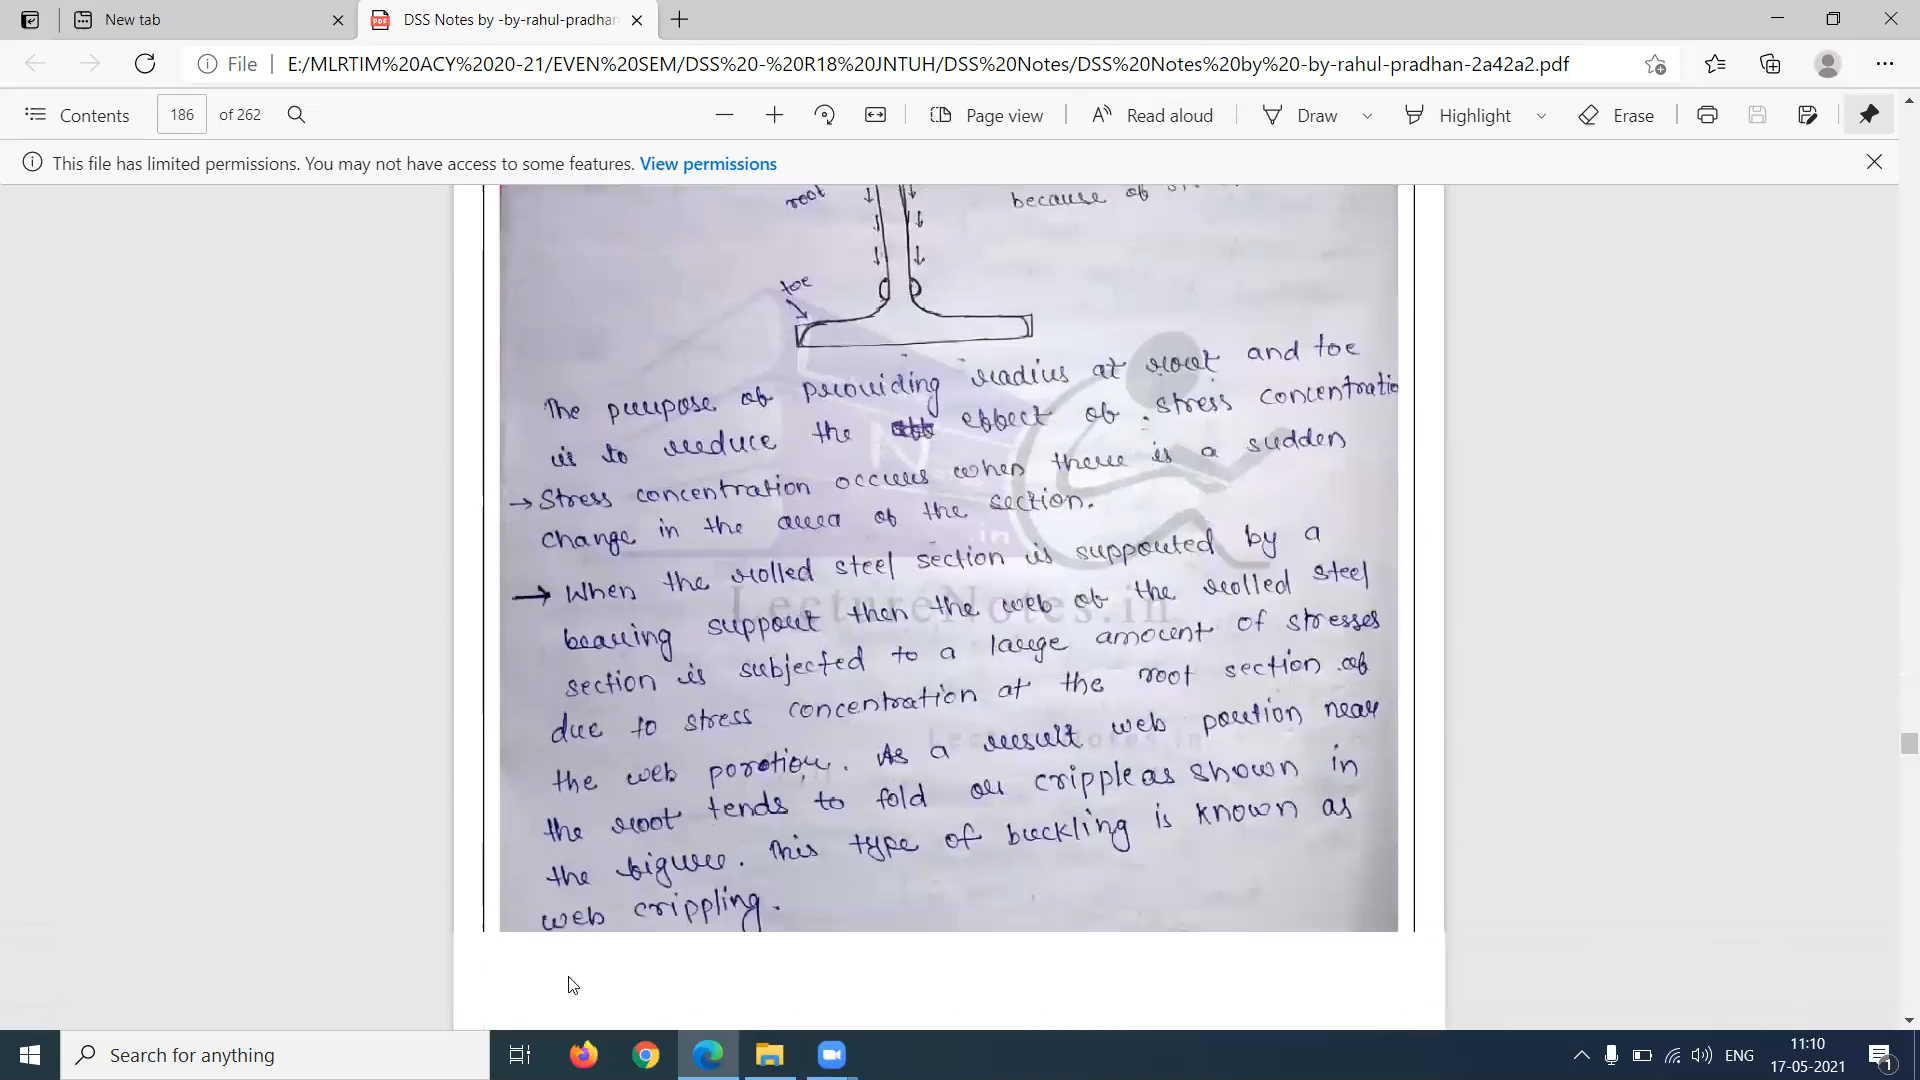 New tab
DSS Notes by -by-rahul-pradhan
File E:/MLRTIM%20ACY%2020-21/EVEN%20SEM/DSS%20-%20R18%20JNTUH/DSS%20Notes/DSS%20Notes%20by%20-by-rahul-pradhan-2a42a2.pdf
Contents 186 of 262 Page view Read aloud Draw Highlight Erase
This file has limited permissions. You may not have access to some features. View permissions
root because of
toe
The purpose of providing radius at root and toe
is to reduce the effect of stress concentratio
→ Stress concentration occurs when there is a sudden
change in the area of the section.
→ When the rolled steel section is supported by a
bearing support then the web of the rolled steel
section is subjected to a large amount of stresses
due to stress concentration at the root section of
the web portion. As a result web portion near
the root tends to fold or cripple as shown in
the figure. This type of buckling is known as
web crippling.
LectureNotes.in
LectureNotes.in
Search for anything
ENG
11:10
17-05-2021
1